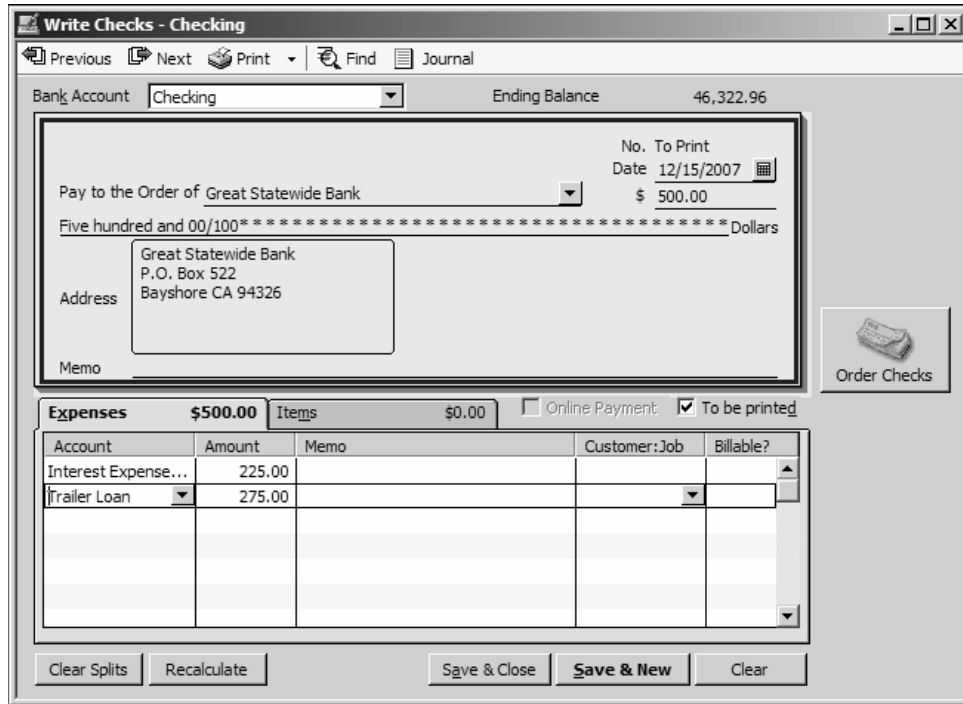 Write Checks - Checking
Previous Next Print Find Journal
Bank Account Checking Ending Balance 46,322.96
No. To Print
Date 12/15/2007
Pay to the Order of Great Statewide Bank $ 500.00
Five hundred and 00/100* * * * * * * * * * * * * * * * * * * * * * * * * * * * * * * * * * * * * Dollars
Great Statewide Bank
P.O. Box 522
Bayshore CA 94326
Address
Memo
Order Checks
Expenses $500.00 Items $0.00 Online Payment To be printed
Account Amount Memo Customer:Job Billable?
Interest Expense... 225.00
Trailer Loan 275.00
Clear Splits Recalculate Save & Close Save & New Clear